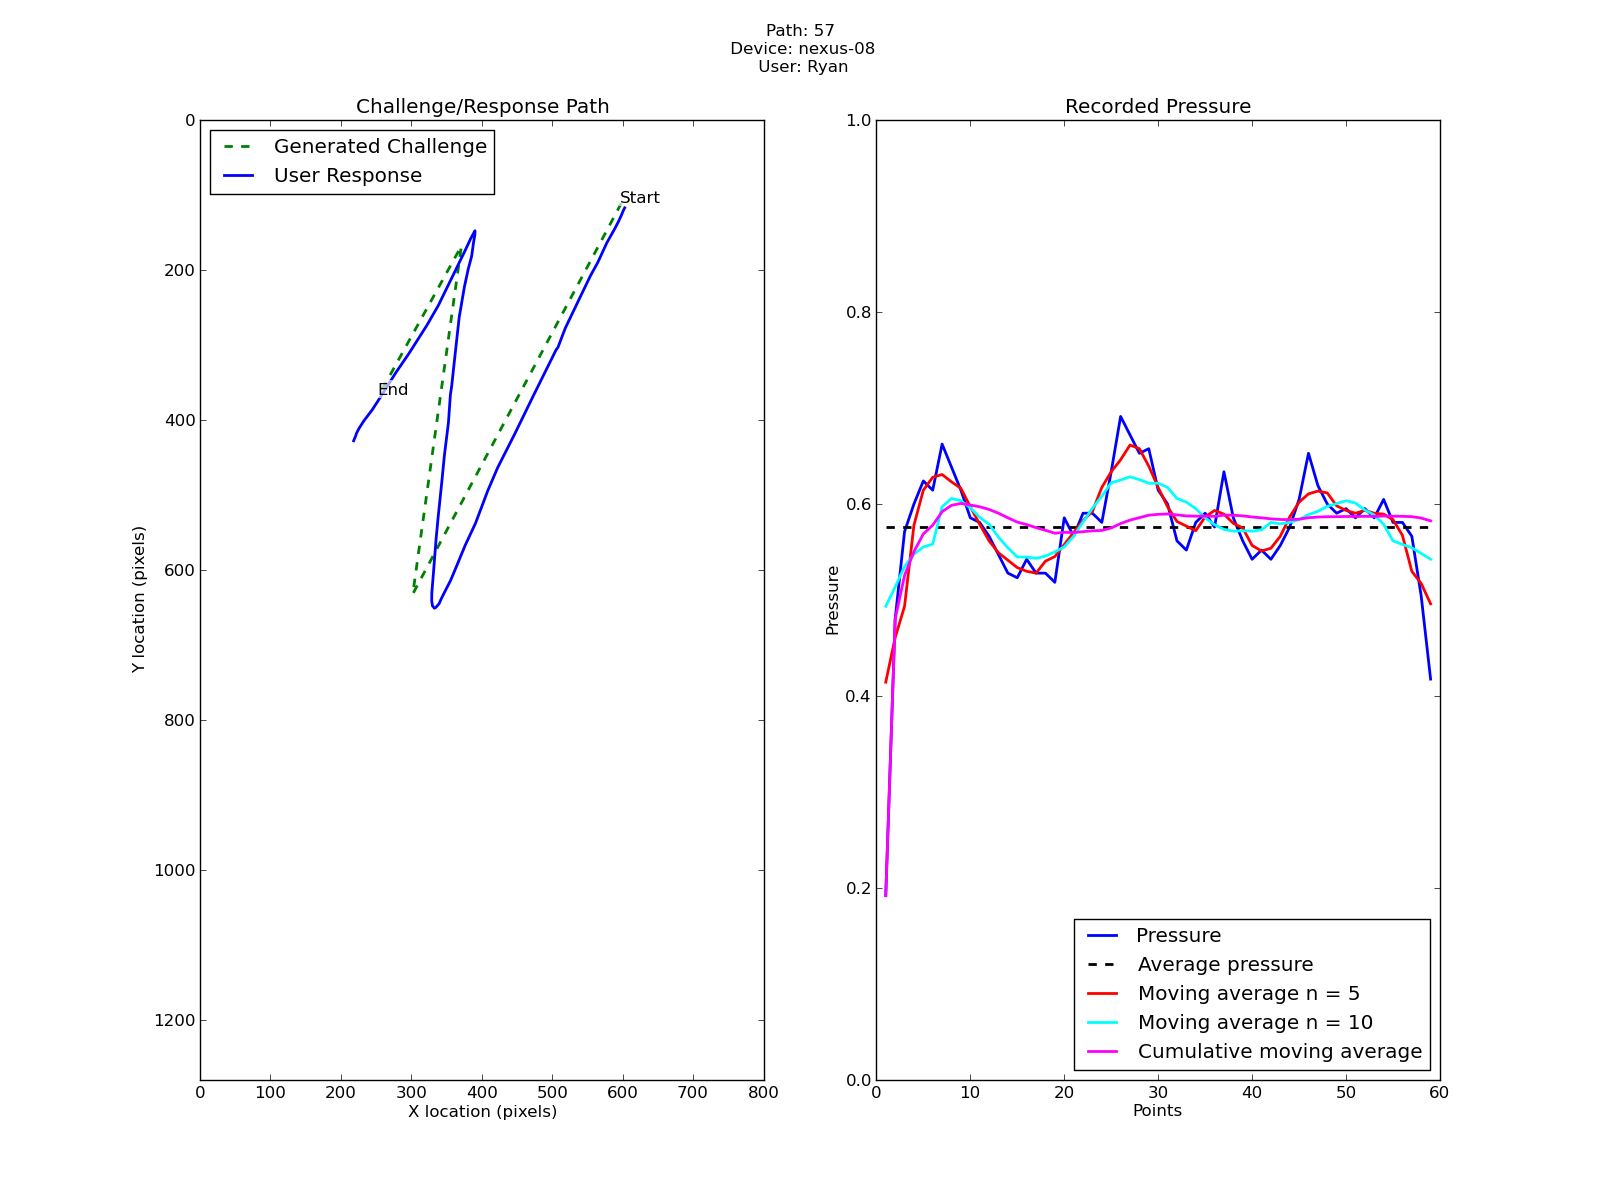 Path: 57
Device: nexus-08
User: Ryan
Challenge/Response Path
Generated Challenge
User Response
Start
End
0
200
400
600
800
1000
1200
Y location (pixels)
0 100 200 300 400 500 600 700 800
X location (pixels)
Recorded Pressure
1.0
0.8
0.6
0.4
0.2
0.0
Pressure
Pressure
Average pressure
Moving average n = 5
Moving average n = 10
Cumulative moving average
0 10 20 30 40 50 60
Points